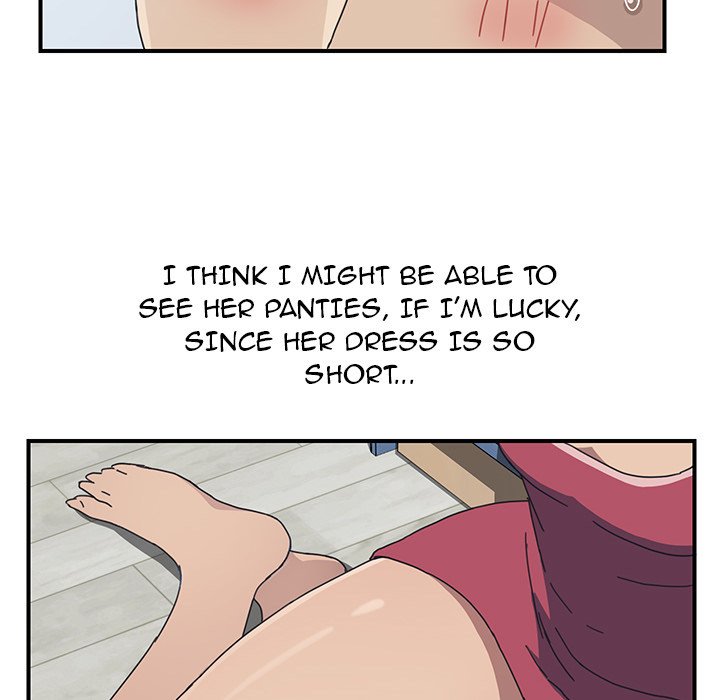 I THINK I MIGHT BE ABLE TO
SEE HER PANTIES, IF I'M LUCKY,
SINCE HER DRESS IS SO
SHORT...